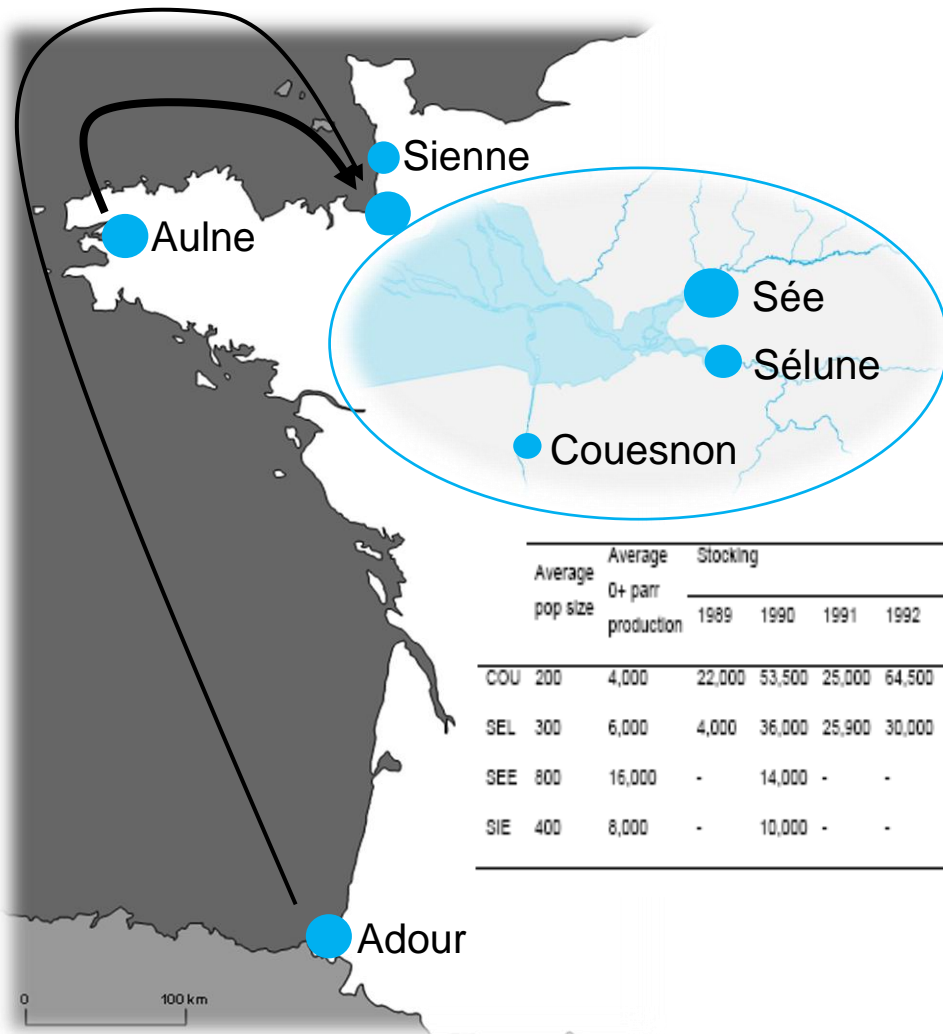 Sienne
Aulne
Sée
Sélune
Couesnon
Average pop size
Average 0+ parr production
Stocking
1989 1990 1991 1992
COU 200 4,000 22,000 53,500 25,000 64,500
SEL 300 6,000 4,000 36,000 25,900 30,000
SEE 800 16,000 - 14,000 - -
SIE 400 8,000 - 10,000 - -
Adour
0 100 km